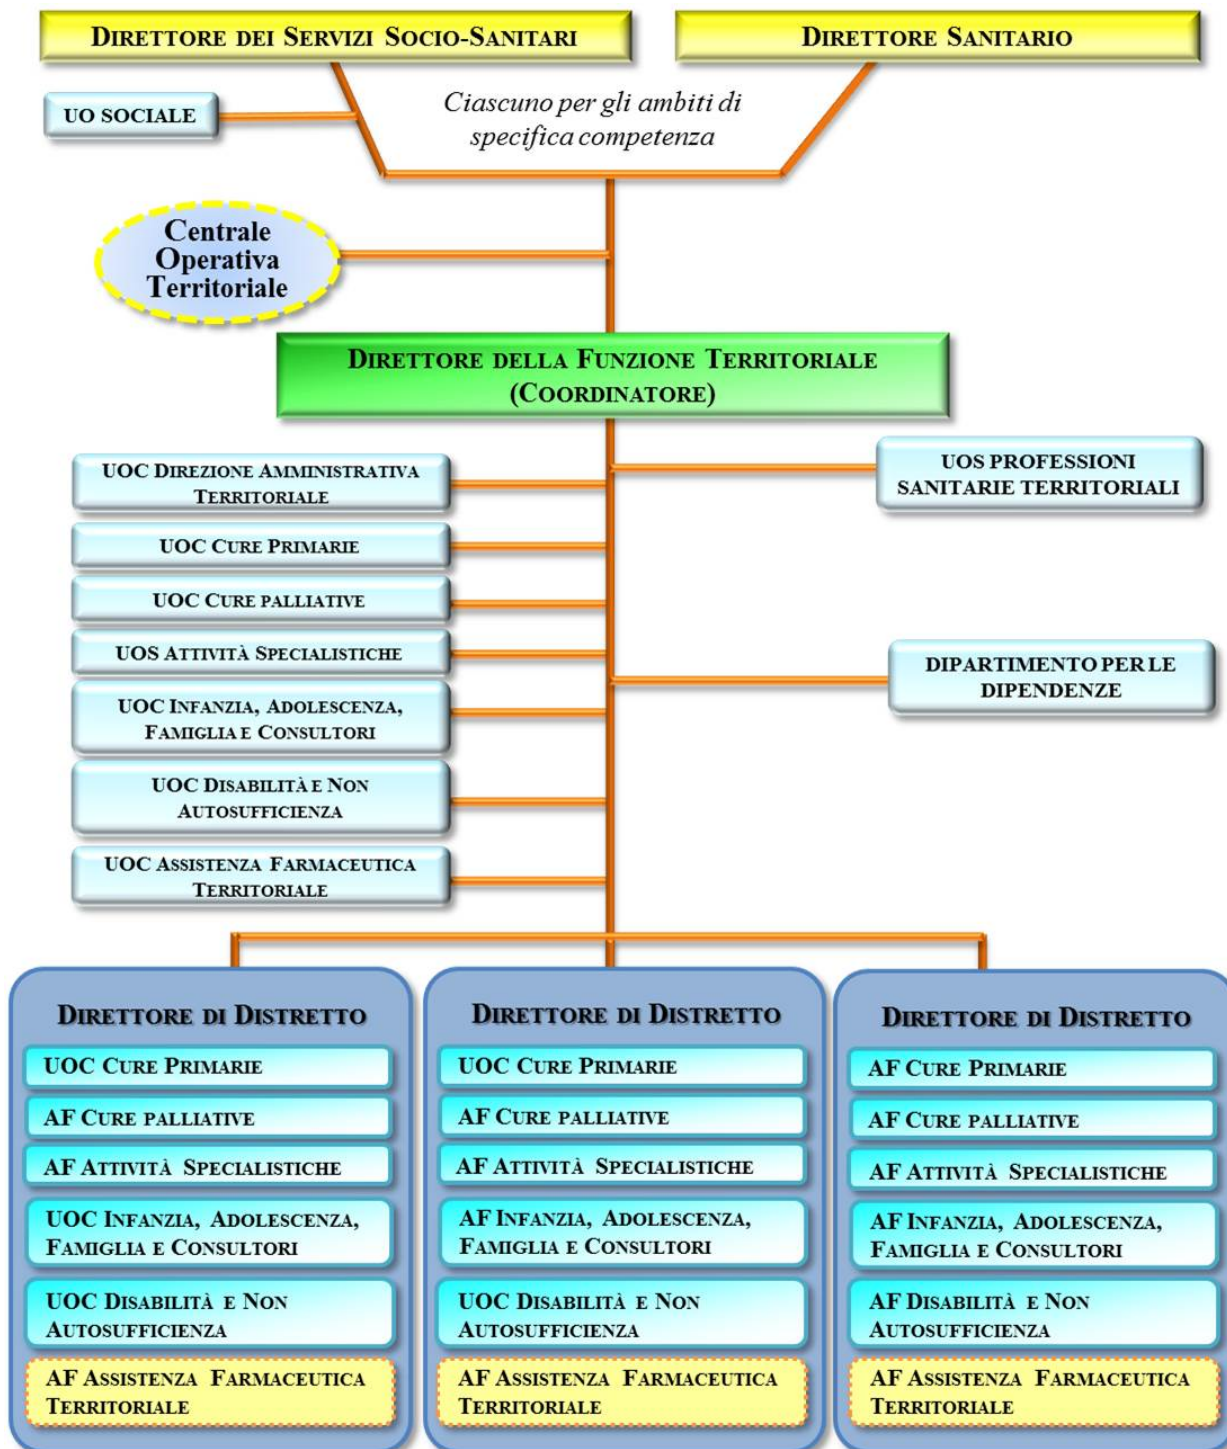 DIRETTORE DEI SERVIZI SOCIO-SANITARI
DIRETTORE SANITARIO
Ciascuno per gli ambiti di
specifica competenza
UO SOCIALE
Centrale
Operativa
Territoriale
DIRETTORE DELLA FUNZIONE TERRITORIALE
(COORDINATORE)
UOC DIREZIONE AMMINISTRATIVA
TERRITORIALE
UOC CURE PRIMARIE
UOC CURE PALLIATIVE
UOS ATTIVITÀ SPECIALISTICHE
UOC INFANZIA, ADOLESCENZA,
FAMIGLIA E CONSULTORI
UOC DISABILITÀ E NON
AUTOSUFFICIENZA
UOC ASSISTENZA FARMACEUTICA
TERRITORIALE
UOS PROFESSIONI
SANITARIE TERRITORIALI
DIPARTIMENTO PER LE
DIPENDENZE
DIRETTORE DI DISTRETTO
UOC CURE PRIMARIE
AF CURE PALLIATIVE
AF ATTIVITÀ SPECIALISTICHE
UOC INFANZIA, ADOLESCENZA,
FAMIGLIA E CONSULTORI
UOC DISABILITÀ E NON
AUTOSUFFICIENZA
AF ASSISTENZA FARMACEUTICA
TERRITORIALE
DIRETTORE DI DISTRETTO
UOC CURE PRIMARIE
AF CURE PALLIATIVE
AF ATTIVITÀ SPECIALISTICHE
AF INFANZIA, ADOLESCENZA,
FAMIGLIA E CONSULTORI
UOC DISABILITÀ E NON
AUTOSUFFICIENZA
AF ASSISTENZA FARMACEUTICA
TERRITORIALE
DIRETTORE DI DISTRETTO
AF CURE PRIMARIE
AF CURE PALLIATIVE
AF ATTIVITÀ SPECIALISTICHE
AF INFANZIA, ADOLESCENZA,
FAMIGLIA E CONSULTORI
AF DISABILITÀ E NON
AUTOSUFFICIENZA
AF ASSISTENZA FARMACEUTICA
TERRITORIALE